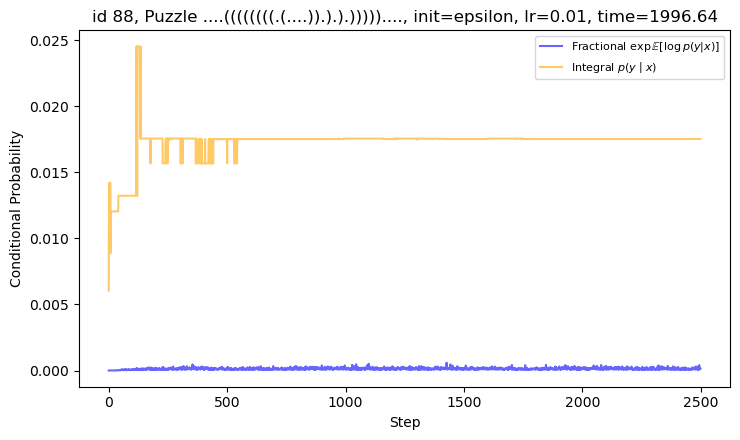 id 88, Puzzle ....((((((((.(....)).).).)))))...., init=epsilon, lr=0.01, time=1996.64
0.025
0.020
0.015
0.010
0.005
0.000
Conditional Probability
Fractional exp𝔼[log p(y|x)]
Integral p(y | x)
0
500
1000
1500
2000
2500
Step